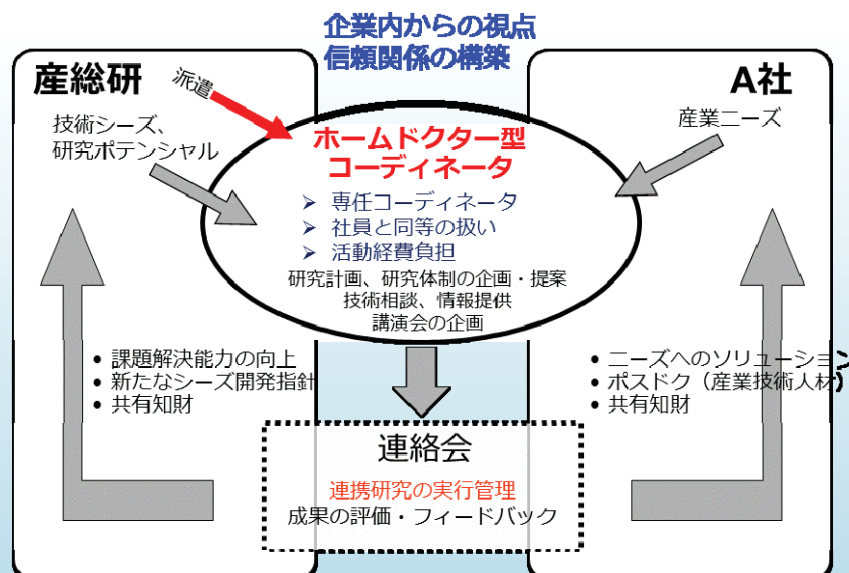 企業内からの視点
信頼関係の構築
産総研
派遣
A社
技術シーズ、
研究ポテンシャル
産業ニーズ
ホームドクター型
コーディネータ
➢ 専任コーディネータ
➢ 社員と同等の扱い
➢ 活動経費負担
研究計画、研究体制の企画・提案
技術相談、情報提供
講演会の企画
• 課題解決能力の向上
• 新たなシーズ開発指針
• 共有知財
• ニーズへのソリューション
• ポスドク（産業技術人材）
• 共有知財
連絡会
連携研究の実行管理
成果の評価・フィードバック